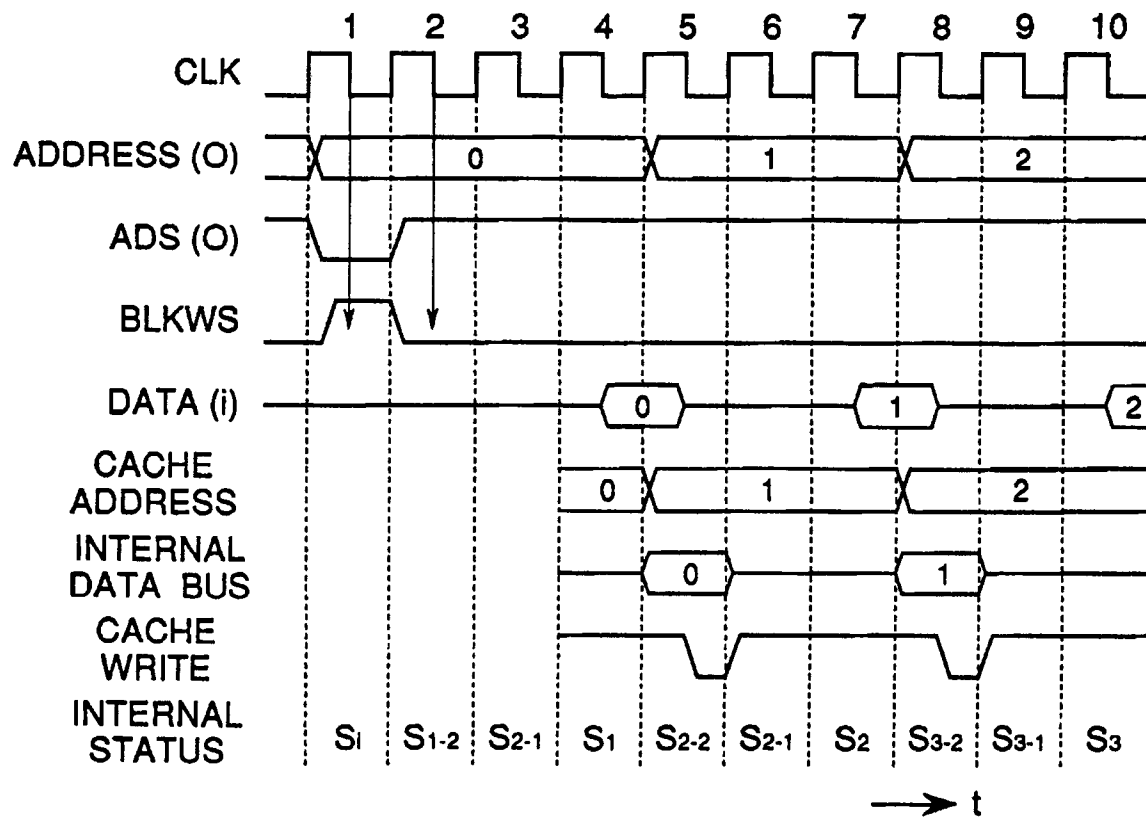 1 2 3 4 5 6 7 8 9 10
CLK
ADDRESS (O) 0 1 2
ADS (O)
BLKWS
DATA (i) 0 1 2
CACHE
ADDRESS 0 1 2
INTERNAL
DATA BUS 0 1
CACHE
WRITE
INTERNAL
STATUS Si S1-2 S2-1 S1 S2-2 S2-1 S2 S3-2 S3-1 S3
t